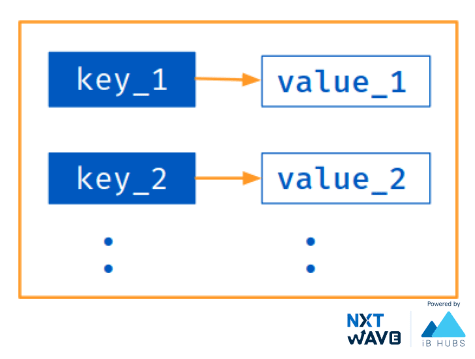 key_1 value_1
key_2 value_2
Powered by
NXT
WAVE
iB HUBS